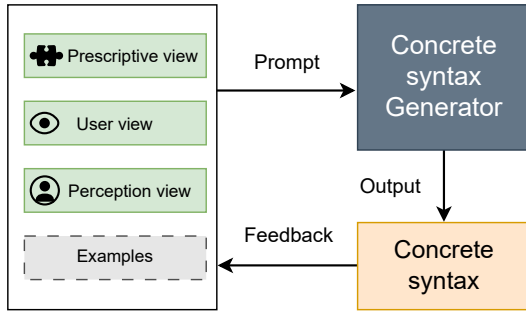 Prescriptive view
User view
Perception view
Examples
Prompt
Concrete
syntax
Generator
Output
Feedback
Concrete
syntax